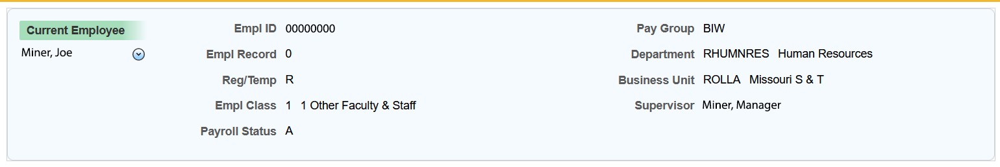 Current Employee
Miner, Joe
Empl ID 00000000
Empl Record 0
Reg/Temp R
Empl Class 1 1 Other Faculty & Staff
Payroll Status A
Pay Group BIW
Department RHUMNRES Human Resources
Business Unit ROLLA Missouri S & T
Supervisor Miner, Manager